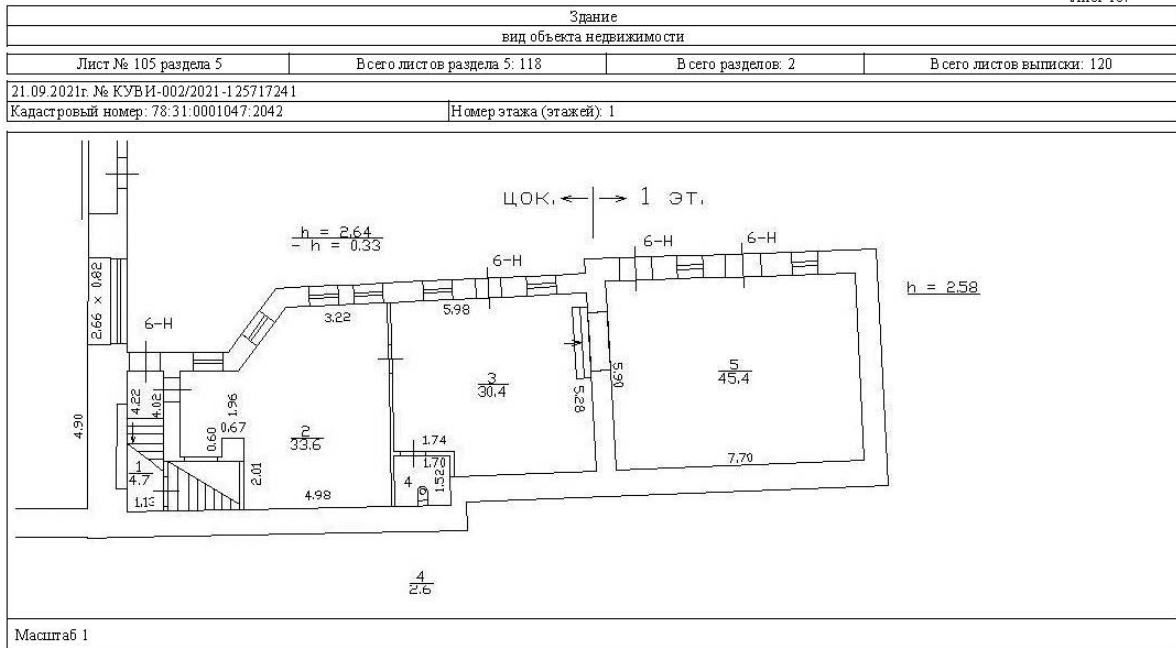 Здание
вид объекта недвижимости
Лист № 105 раздела 5 Всего листов раздела 5: 118 Всего разделов: 2 Всего листов выписки: 120
21.09.2021г. № КУВИ-002/2021-125717241
Кадастровый номер: 78:31:0001047:2042 Номер этажа (этажей): 1
ЦОК. 1 ЭТ.
h = 2.64
- h = 0.33
6-Н
6-Н
6-Н
h = 2.58
2.66 × 0.82
6-Н
3.22
5.98
4.90
4.22
4.02
1.96
0.67
0.60
2
33.6
3
30.4
5.28
5.90
5
45.4
1
4.7
1.13
2.01
4.98
1.74
1.70
1.52
4
7.70
4
2.6
Масштаб 1